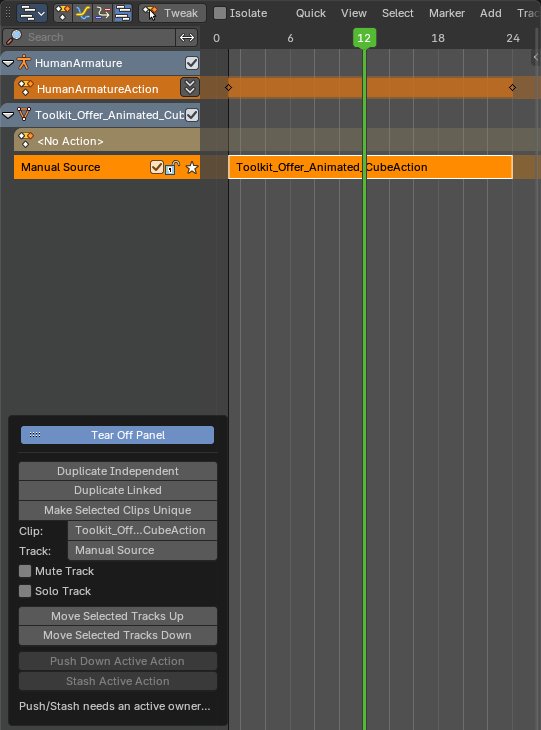 Tweak Isolate Quick View Select Marker Add
Search 0 6 12 18 24
HumanArmature
HumanArmatureAction
Toolkit_Offer_Animated_Cub
<No Action>
Manual Source Toolkit_Offer_Animated_CubeAction
Tear Off Panel
Duplicate Independent
Duplicate Linked
Make Selected Clips Unique
Clip: Toolkit_Off...CubeAction
Track: Manual Source
Mute Track
Solo Track
Move Selected Tracks Up
Move Selected Tracks Down
Push Down Active Action
Stash Active Action
Push/Stash needs an active owner...